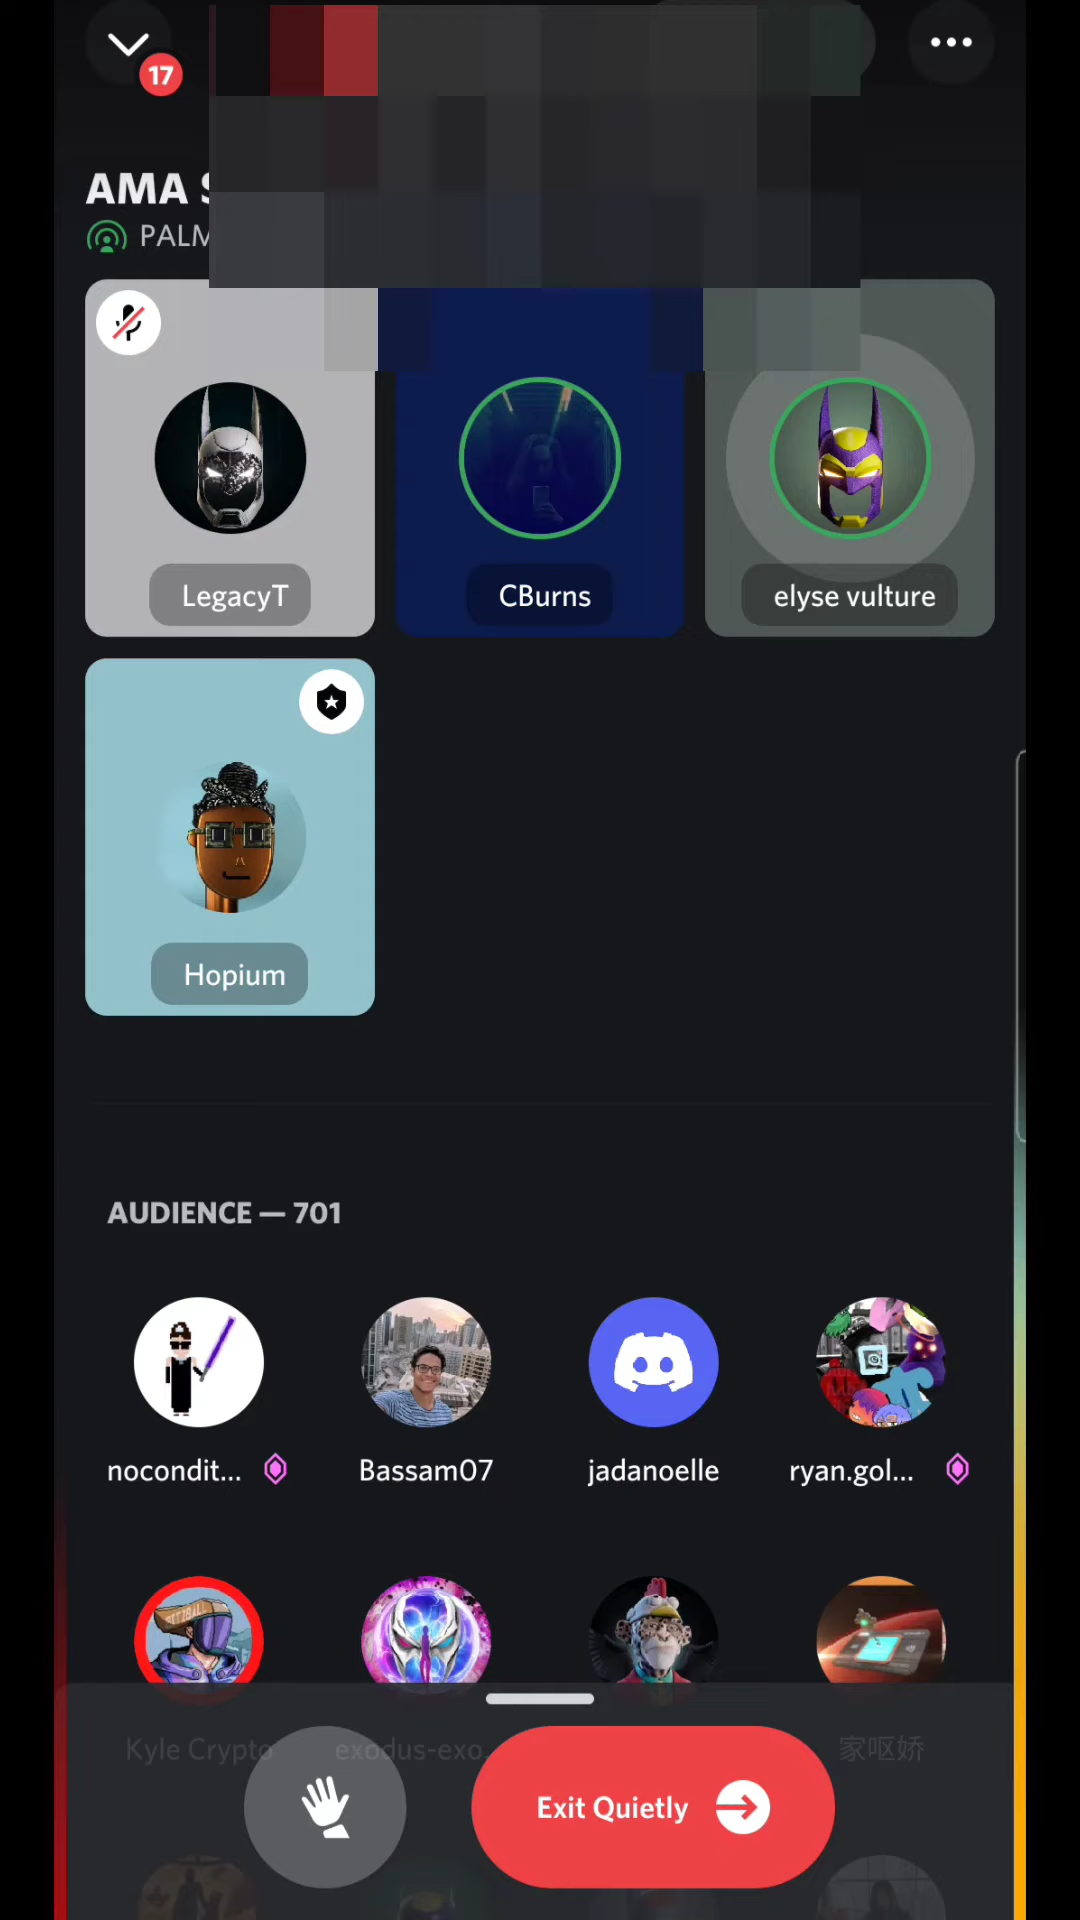 17
AMA
PALM
LegacyT
CBurns
elyse vulture
Hopium
AUDIENCE — 701
nocondit...
Bassam07
jadanoelle
ryan.gol...
Kyle Crypto
exodus-exo...
家呕娇
Exit Quietly